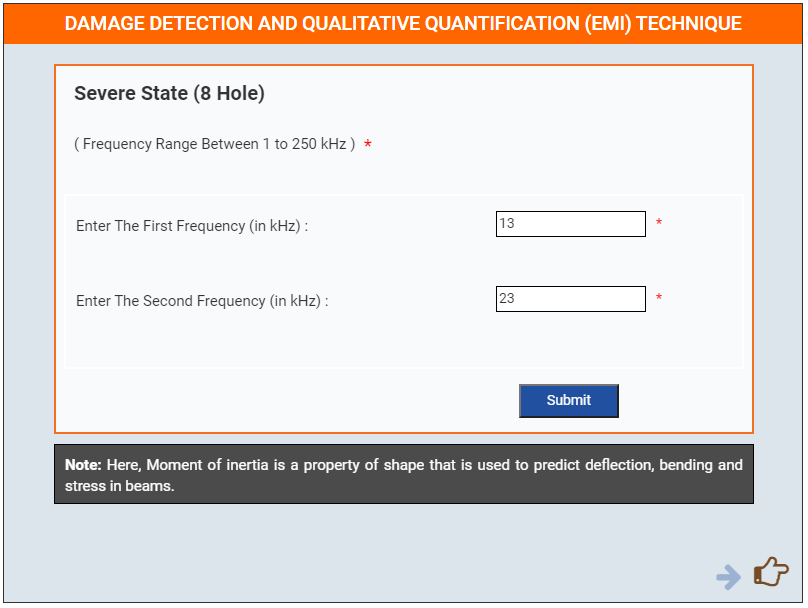 DAMAGE DETECTION AND QUALITATIVE QUANTIFICATION (EMI) TECHNIQUE
Severe State (8 Hole)
( Frequency Range Between 1 to 250 kHz ) *
Enter The First Frequency (in kHz) : 13 *
Enter The Second Frequency (in kHz) : 23 *
Submit
Note: Here, Moment of inertia is a property of shape that is used to predict deflection, bending and
stress in beams.